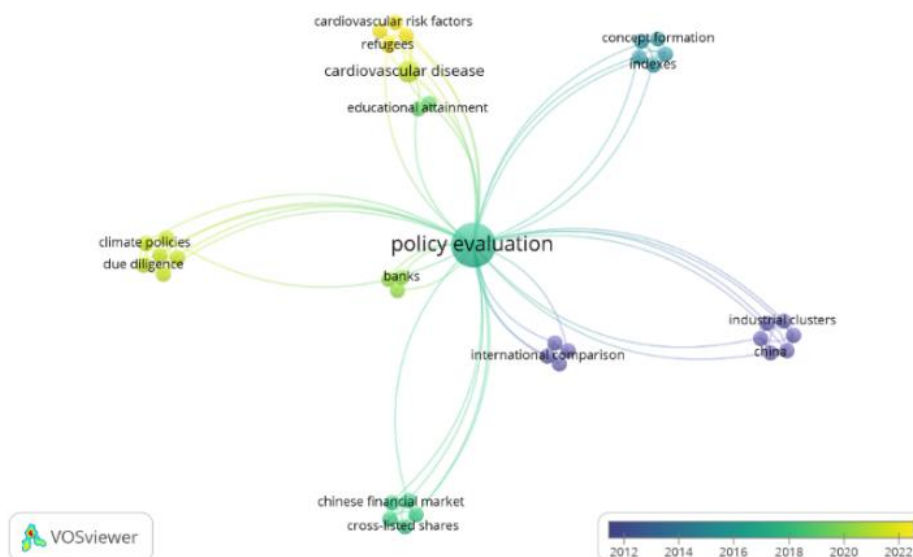 cardiovascular risk factors
refugees
cardiovascular disease
educational attainment
concept formation
indexes
policy evaluation
climate policies
due diligence
banks
industrial clusters
china
international comparison
chinese financial market
cross-listed shares
VOSviewer
2012 2014 2016 2018 2020 2022